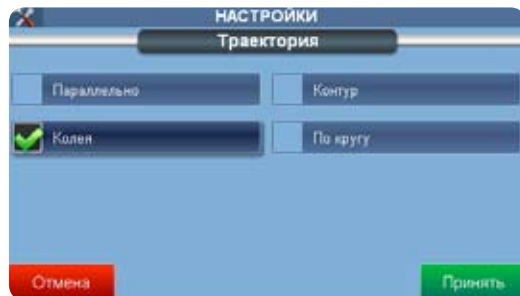 НАСТРОЙКИ
Траектория
Параллельно
Контур
Колея
По кругу
Отмена
Принять